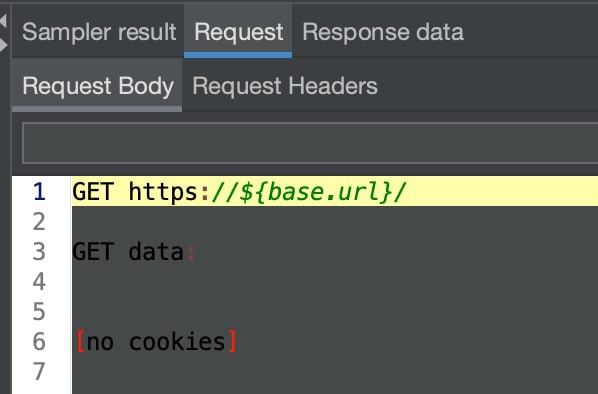 Sampler result Request Response data
Request Body Request Headers
1 GET https://${base.url}/
2
3 GET data:
4
5
6 [no cookies]
7